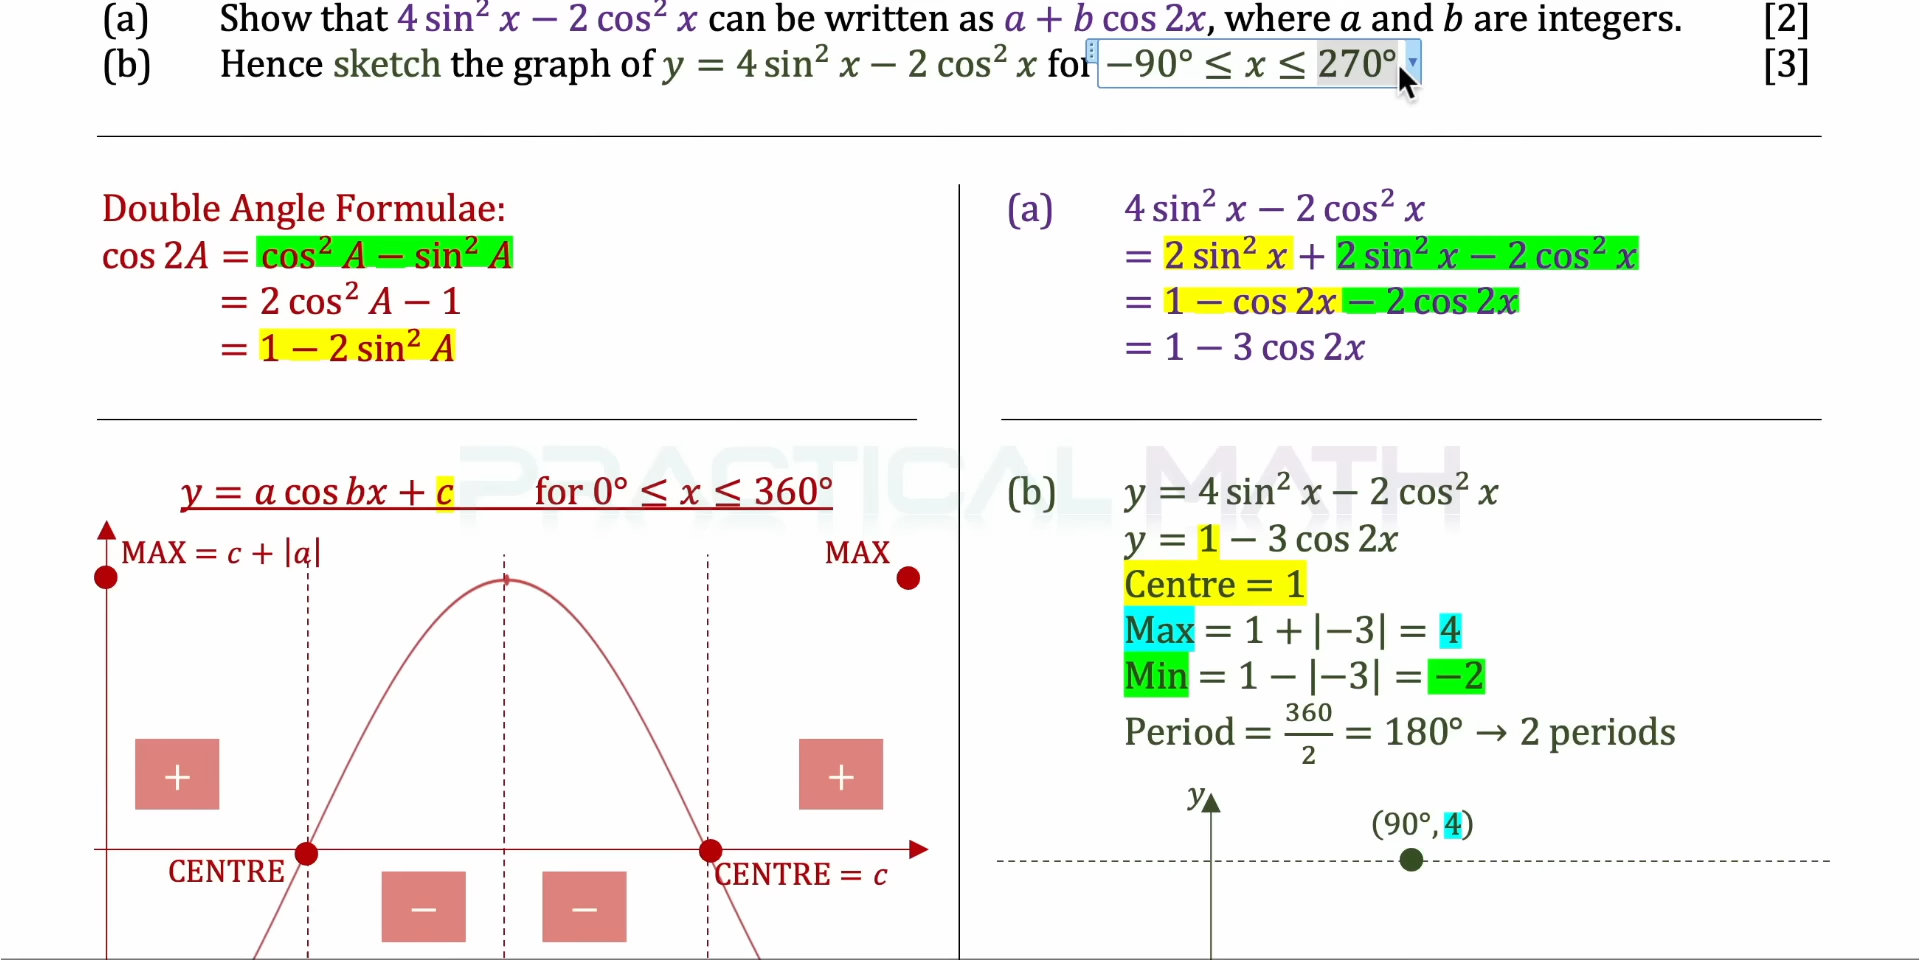 (a) Show that 4 sin² x − 2 cos² x can be written as a + b cos 2x, where a and b are integers. [2]
(b) Hence sketch the graph of y = 4 sin² x − 2 cos² x for −90° ≤ x ≤ 270° [3]
Double Angle Formulae:
cos 2A = cos² A − sin² A
= 2 cos² A − 1
= 1 − 2 sin² A
(a) 4 sin² x − 2 cos² x
= 2 sin² x + 2 sin² x − 2 cos² x
= 1 − cos 2x − 2 cos 2x
= 1 − 3 cos 2x
PRACTICAL MATH
y = a cos bx + c for 0° ≤ x ≤ 360°
MAX = c + |a|
MAX
+
+
CENTRE
CENTRE = c
−
−
(b) y = 4 sin² x − 2 cos² x
y = 1 − 3 cos 2x
Centre = 1
Max = 1 + |−3| = 4
Min = 1 − |−3| = −2
Period = 360/2 = 180° → 2 periods
y
(90°, 4)